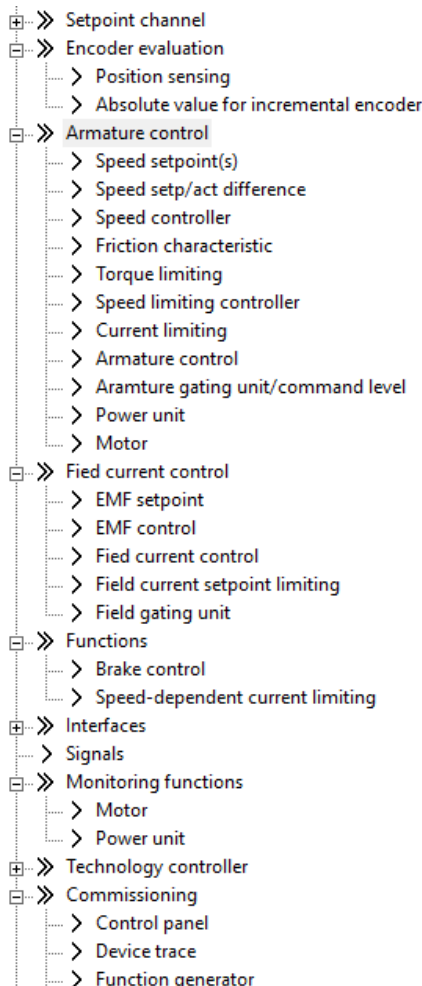 Setpoint channel
Encoder evaluation
Position sensing
Absolute value for incremental encoder
Armature control
Speed setpoint(s)
Speed setp/act difference
Speed controller
Friction characteristic
Torque limiting
Speed limiting controller
Current limiting
Armature control
Aramture gating unit/command level
Power unit
Motor
Fied current control
EMF setpoint
EMF control
Fied current control
Field current setpoint limiting
Field gating unit
Functions
Brake control
Speed-dependent current limiting
Interfaces
Signals
Monitoring functions
Motor
Power unit
Technology controller
Commissioning
Control panel
Device trace
Function generator